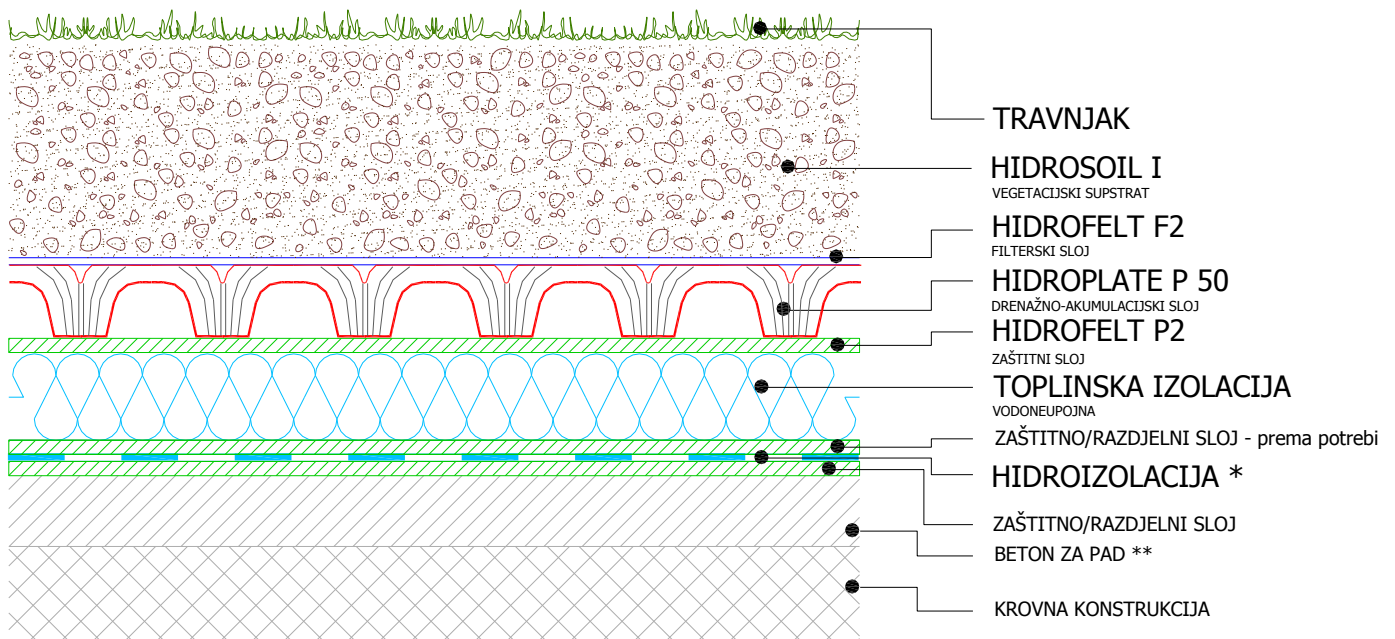 TRAVNJAK
HIDROSOIL I
VEGETACIJSKI SUPSTRAT
HIDROFELT F2
FILTERSKI SLOJ
HIDROPLATE P 50
DRENAŽNO-AKUMULACIJSKI SLOJ
HIDROFELT P2
ZAŠTITNI SLOJ
TOPLINSKA IZOLACIJA
VODONEUPOJNA
ZAŠTITNO/RAZDJELNI SLOJ - prema potrebi
HIDROIZOLACIJA *
ZAŠTITNO/RAZDJELNI SLOJ
BETON ZA PAD **
KROVNA KONSTRUKCIJA